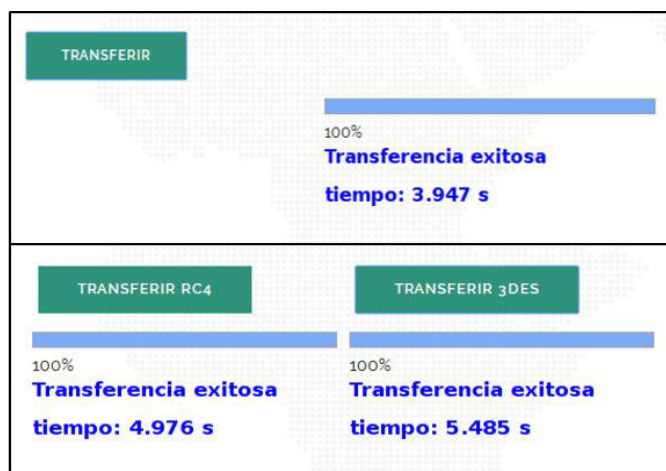 TRANSFERIR
100%
Transferencia exitosa
tiempo: 3.947 s
TRANSFERIR RC4
100%
Transferencia exitosa
tiempo: 4.976 s
TRANSFERIR 3DES
100%
Transferencia exitosa
tiempo: 5.485 s